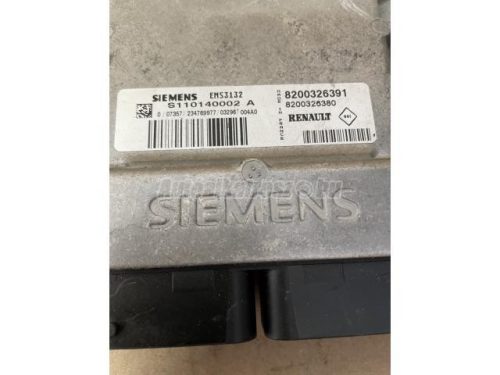 SIEMENS EMS3132
S110140002 A
8200326391
8200326380
RENAULT
SIEMENS